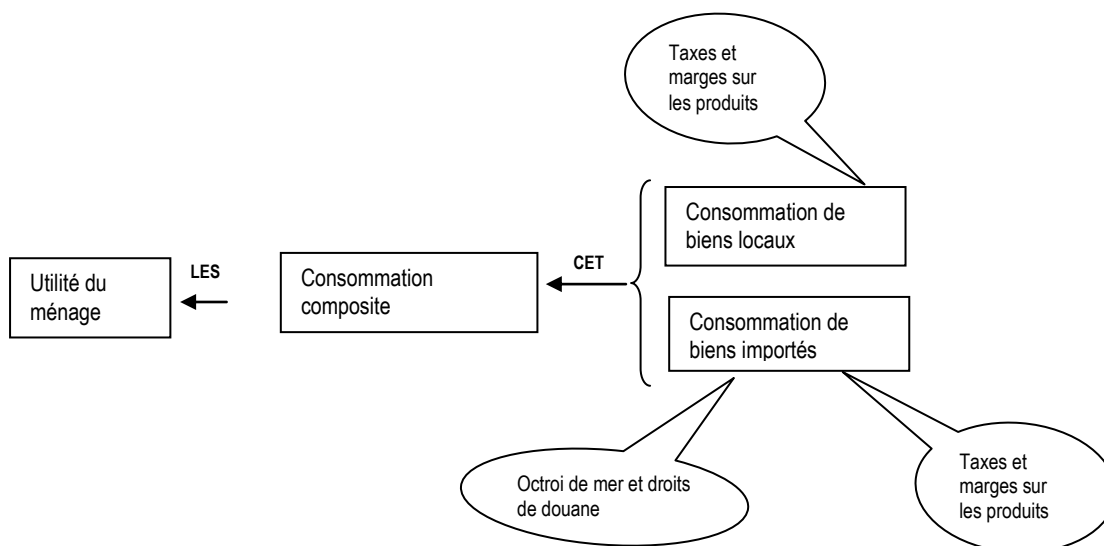 Taxes et
marges sur
les produits
Consommation de
biens locaux
Utilité du
ménage
LES
Consommation
composite
CET
Consommation de
biens importés
Octroi de mer et droits
de douane
Taxes et
marges sur
les produits